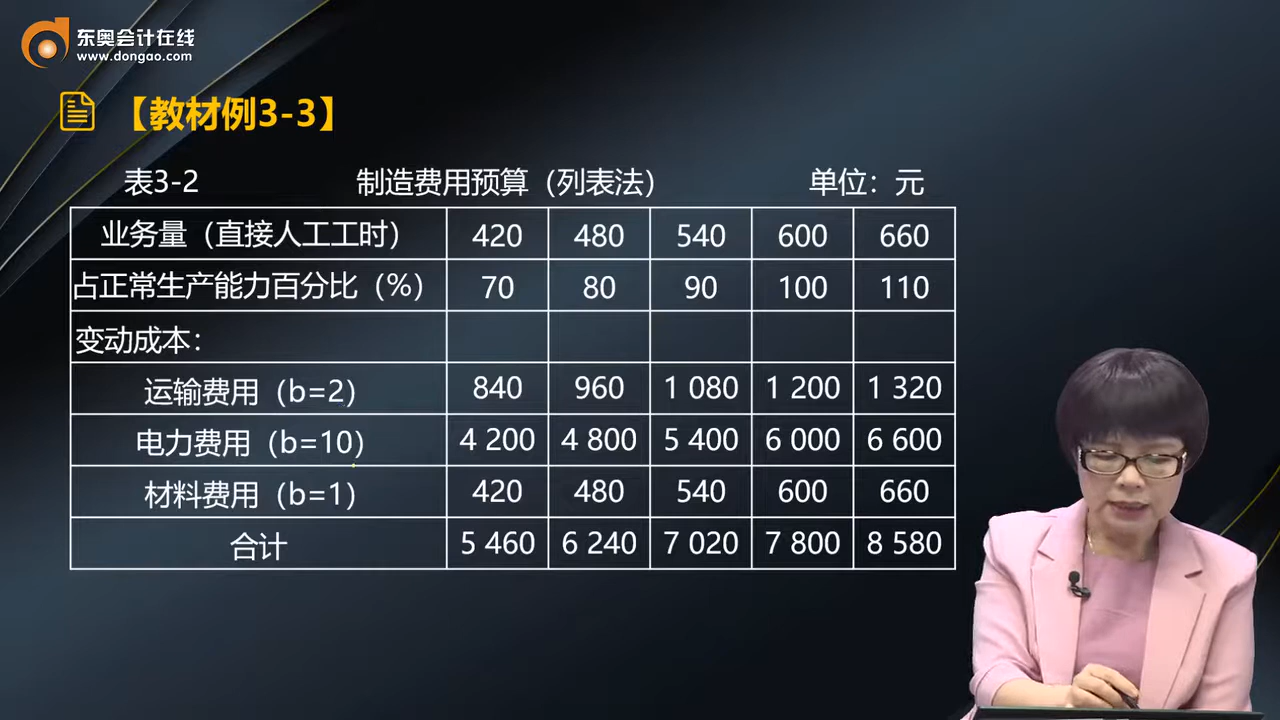 东奥会计在线
www.dongao.com
【教材例3-3】
表3-2 制造费用预算（列表法） 单位：元
业务量（直接人工工时） 420 480 540 600 660
占正常生产能力百分比（%） 70 80 90 100 110
变动成本：
运输费用（b=2） 840 960 1 080 1 200 1 320
电力费用（b=10） 4 200 4 800 5 400 6 000 6 600
材料费用（b=1） 420 480 540 600 660
合计 5 460 6 240 7 020 7 800 8 580